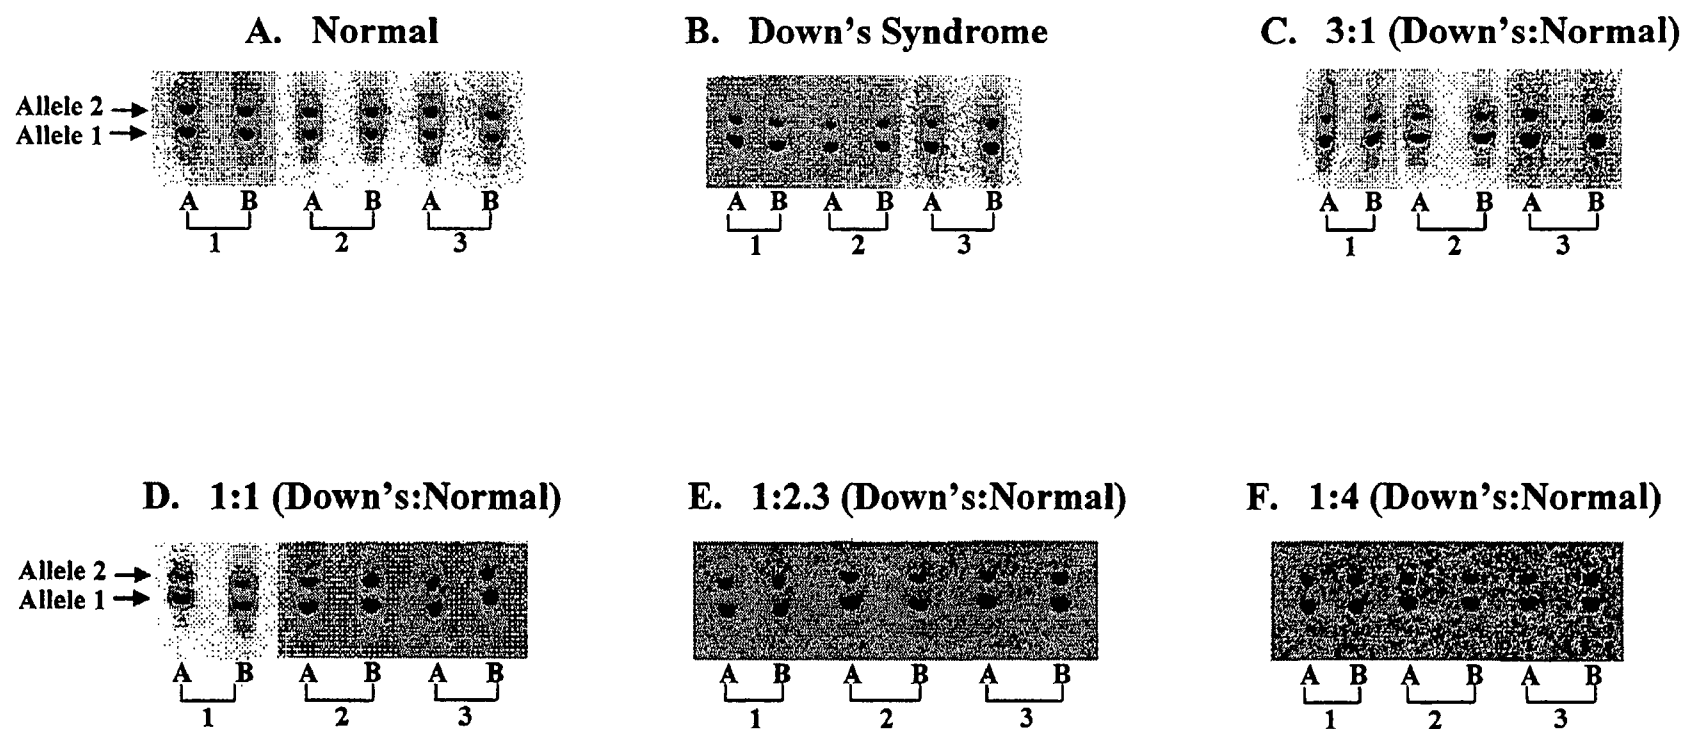 A. Normal
B. Down's Syndrome
C. 3:1 (Down's:Normal)
Allele 2
Allele 1
A B A B A B
1 2 3
A B A B A B
1 2 3
A B A B A B
1 2 3
D. 1:1 (Down's:Normal)
E. 1:2.3 (Down's:Normal)
F. 1:4 (Down's:Normal)
Allele 2
Allele 1
A B A B A B
1 2 3
A B A B A B
1 2 3
A B A B A B
1 2 3